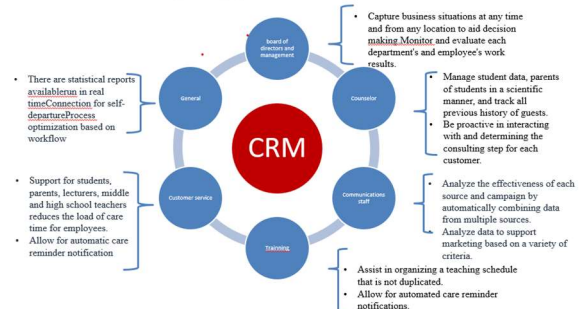 • Capture business situations at any time
and from any location to aid decision
making.Monitor and evaluate each
department's and employee's work
results.
board of
directors and
management
• There are statistical reports
availablerun in real
timeConnection for self-
departureProcess
optimization based on
workflow
General
Counselor
• Manage student data, parents
of students in a scientific
manner, and track all
previous history of guests.
• Be proactive in interacting
with and determining the
consulting step for each
customer.
CRM
• Support for students,
parents, lecturers, middle
and high school teachers
reduces the load of care
time for employees.
• Allow for automatic care
reminder notification
Customer service
Communications
staff
• Analyze the effectiveness of each
source and campaign by
automatically combining data
from multiple sources.
• Analyze data to support
marketing based on a variety of
criteria.
Trainning
• Assist in organizing a teaching schedule
that is not duplicated.
• Allow for automated care reminder
notifications.